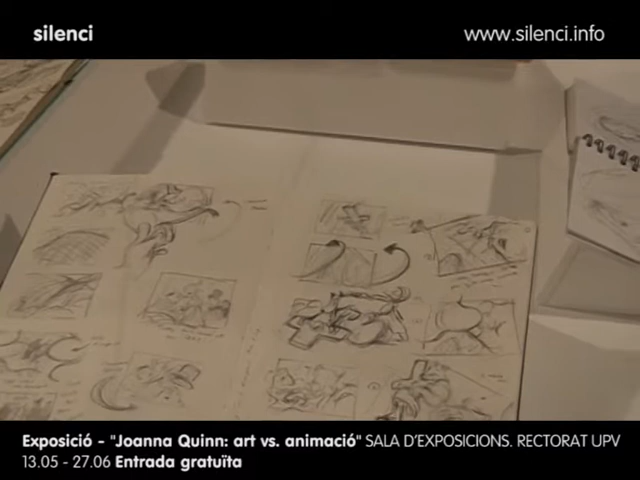 silenci
www.silenci.info
Exposició - "Joanna Quinn: art vs. animació" SALA D'EXPOSICIONS. RECTORAT UPV
13.05 - 27.06 Entrada gratuïta